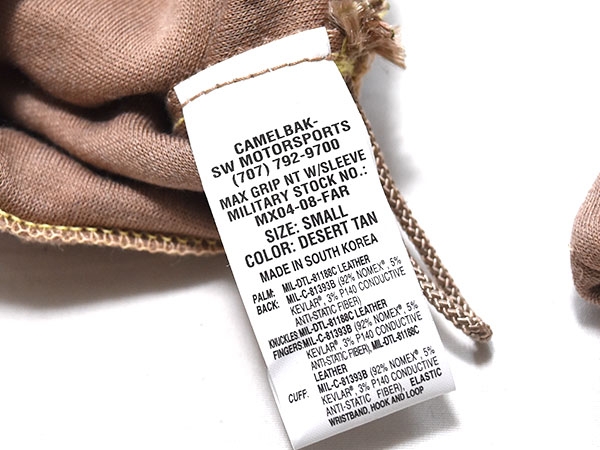 CAMELBAK-
SW MOTORSPORTS
(707) 792-9700
MAX GRIP NT W/SLEEVE
MILITARY STOCK NO.:
MX04-08-FAR
SIZE: SMALL
COLOR: DESERT TAN
MADE IN SOUTH KOREA
PALM: MIL-DTL-81188C LEATHER
BACK: MIL-C-81393B (92% NOMEX®, 5%
KEVLAR®, 3% P140 CONDUCTIVE
ANTI-STATIC FIBER)
KNUCKLES: MIL-DTL-81188C LEATHER
FINGERS: MIL-C-81393B (92% NOMEX®, 5%
KEVLAR®, 3% P140 CONDUCTIVE
ANTI-STATIC FIBER), MIL-DTL-81188C
LEATHER
CUFF: MIL-C-81393B (92% NOMEX®, 5%
KEVLAR®, 3% P140 CONDUCTIVE
ANTI-STATIC FIBER), ELASTIC
WRISTBAND, HOOK AND LOOP